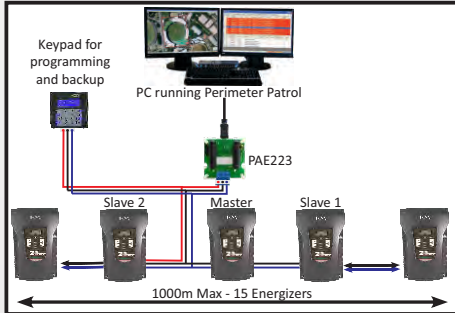 Keypad for
programming
and backup
PC running Perimeter Patrol
PAE223
Slave 2
Master
Slave 1
1000m Max - 15 Energizers